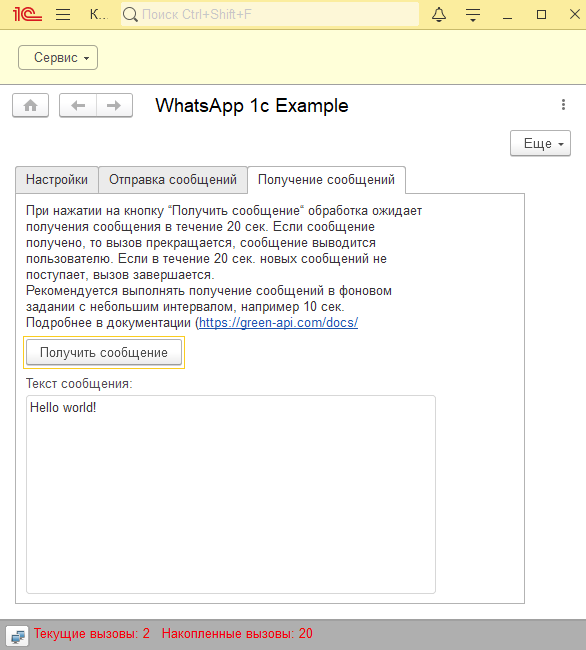 1С К... Поиск Ctrl+Shift+F
Сервис
WhatsApp 1c Example
Еще
Настройки Отправка сообщений Получение сообщений
При нажатии на кнопку “Получить сообщение“ обработка ожидает
получения сообщения в течение 20 сек. Если сообщение
получено, то вызов прекращается, сообщение выводится
пользователю. Если в течение 20 сек. новых сообщений не
поступает, вызов завершается.
Рекомендуется выполнять получение сообщений в фоновом
задании с небольшим интервалом, например 10 сек.
Подробнее в документации (https://green-api.com/docs/
Получить сообщение
Текст сообщения:
Hello world!
Текущие вызовы: 2 Накопленные вызовы: 20